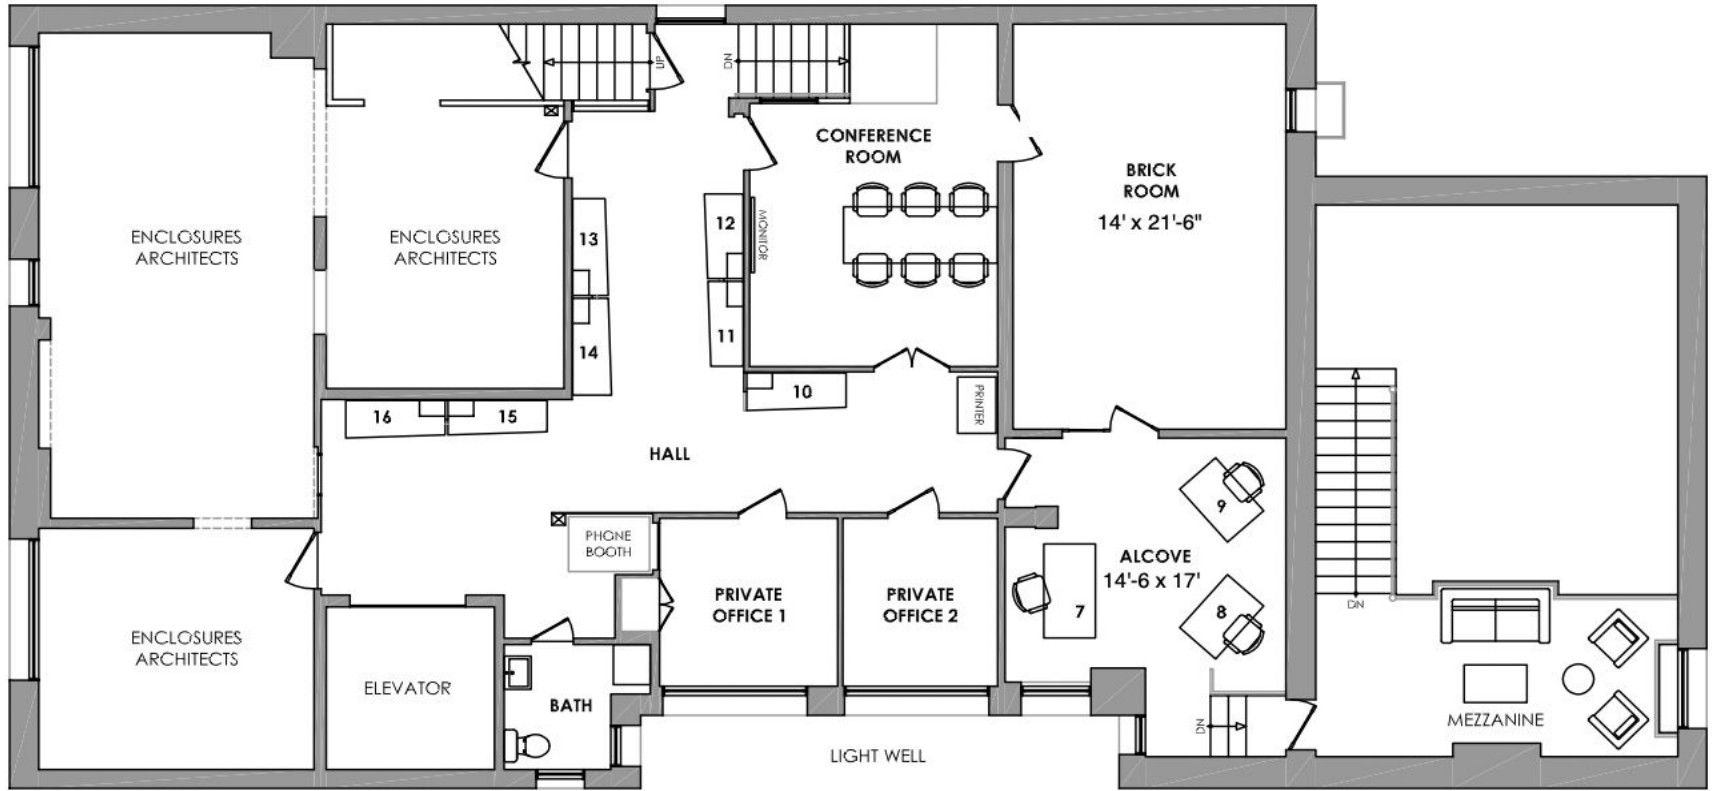 UP
DN
CONFERENCE
ROOM
BRICK
ROOM
14' x 21'-6"
ENCLOSURES
ARCHITECTS
ENCLOSURES
ARCHITECTS
13
12
MONITOR
11
14
10
PRINTER
16
15
HALL
9
PHONE
BOOTH
ALCOVE
14'-6 x 17'
PRIVATE
OFFICE 1
PRIVATE
OFFICE 2
7
8
DN
ENCLOSURES
ARCHITECTS
ELEVATOR
BATH
DN
MEZZANINE
LIGHT WELL